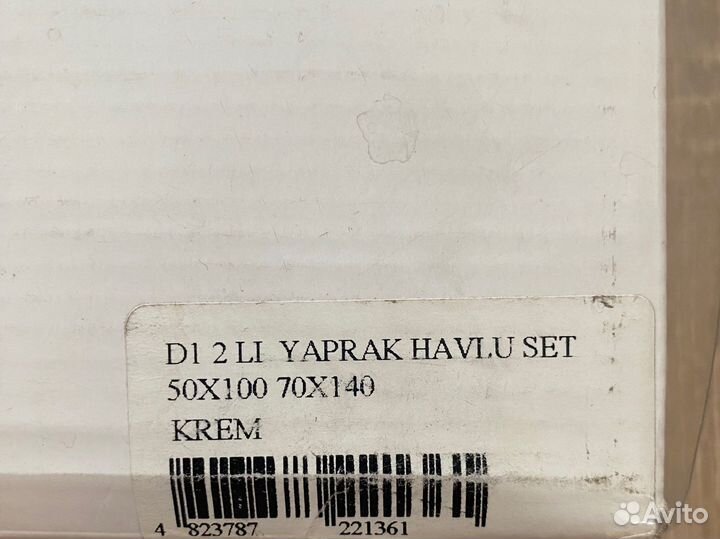 D1 2 LI YAPRAK HAVLU SET
50X100 70X140
KREM
4 823787 221361
Avito